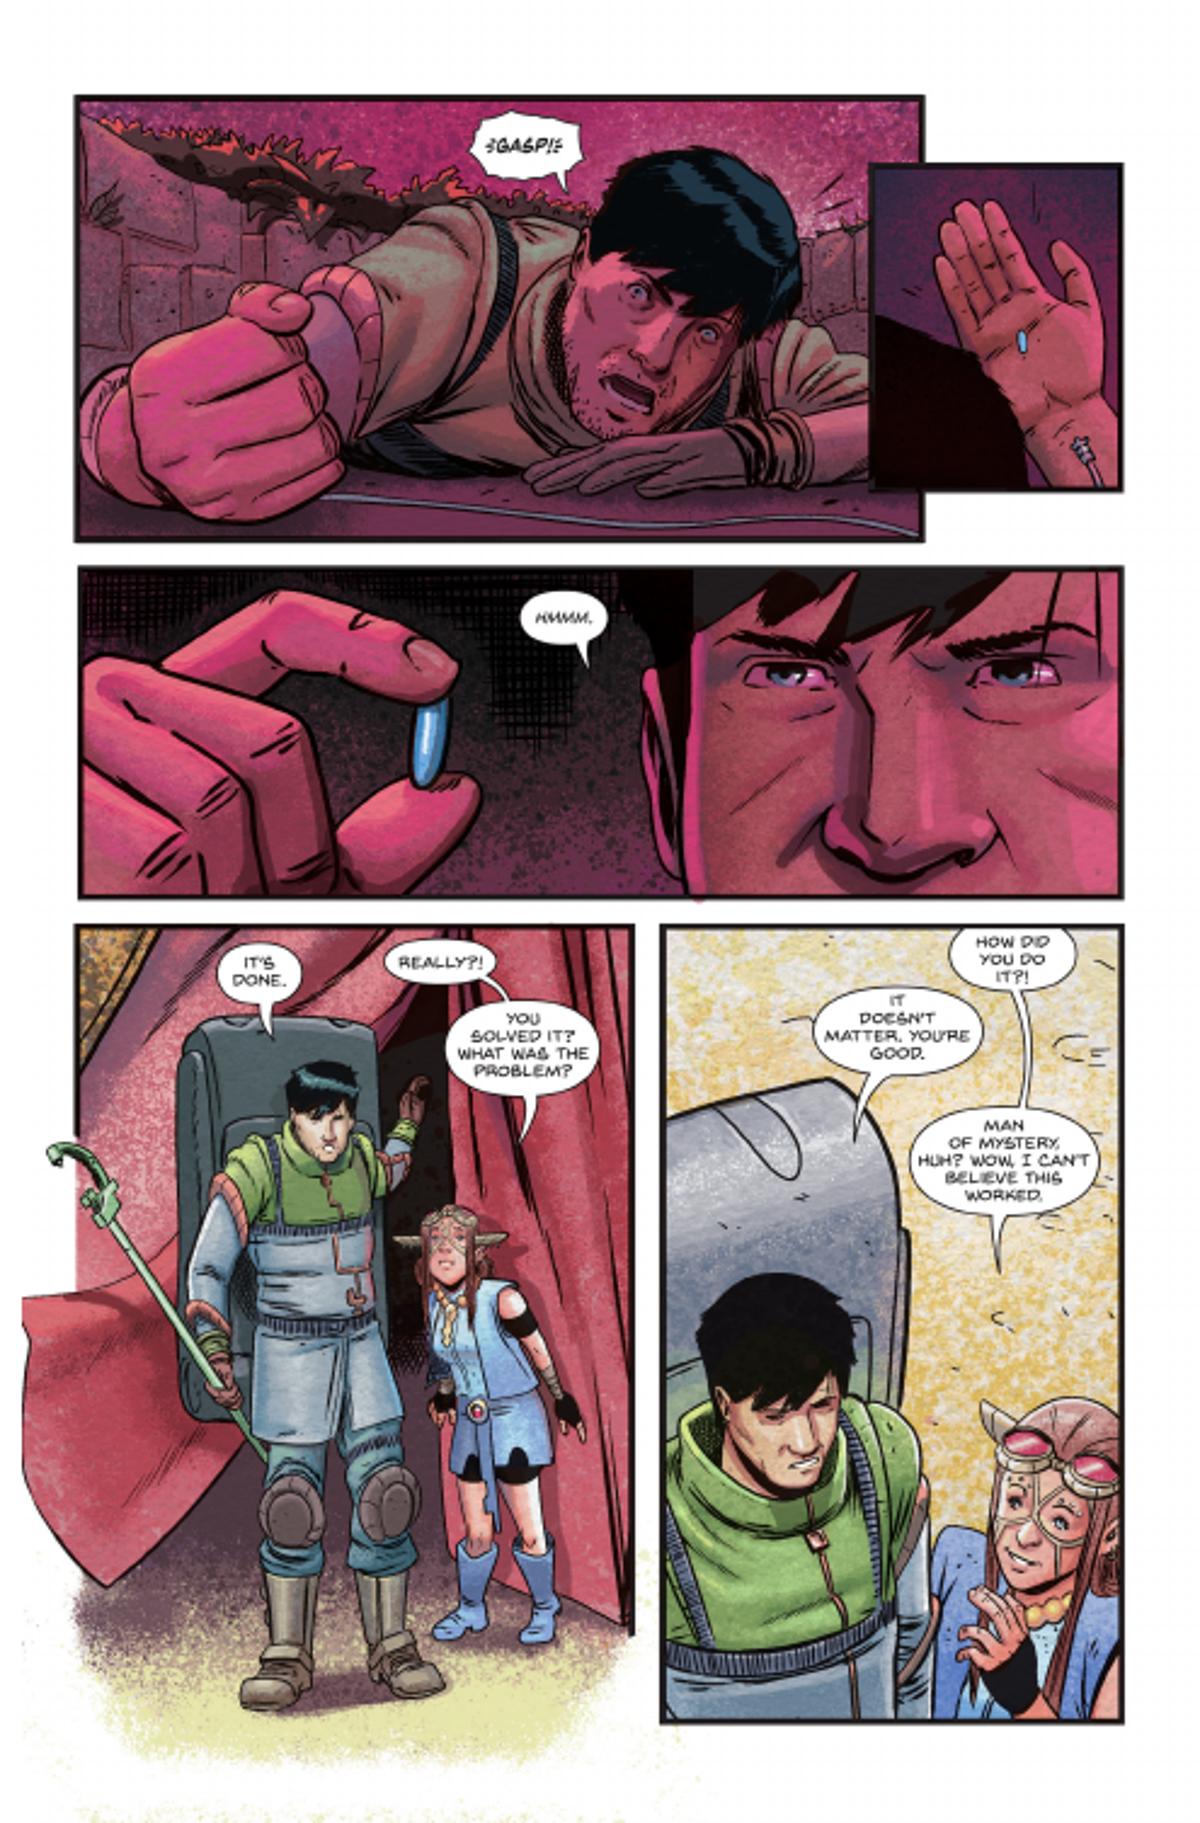 GASP!
HMMM.
IT'S
DONE.
REALLY?!
YOU
SOLVED IT?
WHAT WAS THE
PROBLEM?
HOW DID
YOU DO
IT?!
IT
DOESN'T
MATTER. YOU'RE
GOOD.
MAN
OF MYSTERY,
HUH? WOW, I CAN'T
BELIEVE THIS
WORKED.